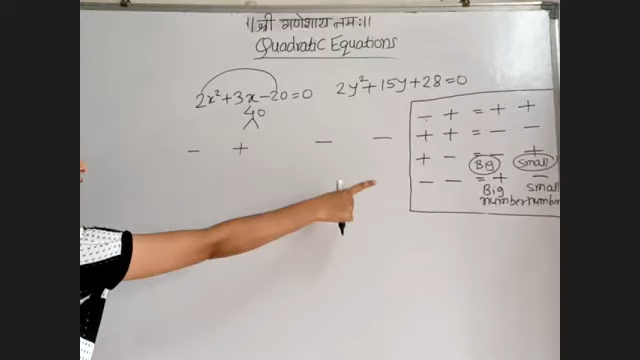 ||श्री गणेशाय नमः||
Quadratic Equations
2x²+3x-20=0 2y²+15y+28=0
40
- + - -
- + = + +
+ + = - -
+ - = - +
Big Small
- - = + -
Big small
number number